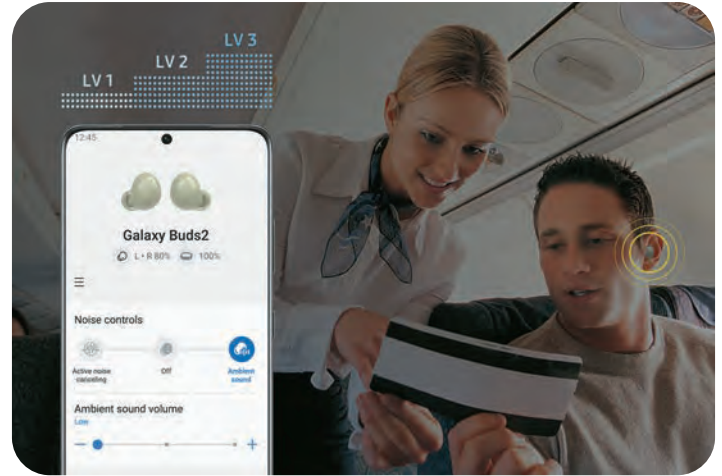 LV 1
LV 2
LV 3
12:45
Galaxy Buds2
L • R 80% 100%
Noise controls
Active noise
canceling
Off
Ambient
sound
Ambient sound volume
Low